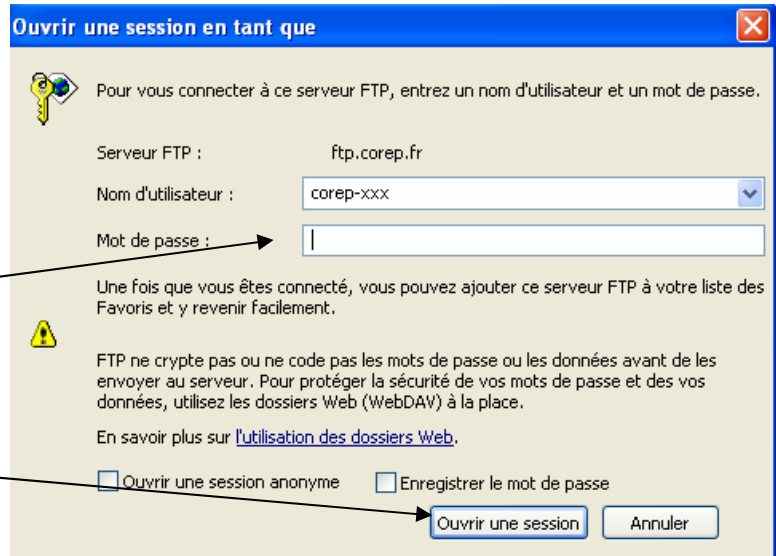 Ouvrir une session en tant que
Pour vous connecter à ce serveur FTP, entrez un nom d'utilisateur et un mot de passe.
Serveur FTP : ftp.corep.fr
Nom d'utilisateur : corep-xxx
Mot de passe :
Une fois que vous êtes connecté, vous pouvez ajouter ce serveur FTP à votre liste des
Favoris et y revenir facilement.
FTP ne crypte pas ou ne code pas les mots de passe ou les données avant de les
envoyer au serveur. Pour protéger la sécurité de vos mots de passe et des vos
données, utilisez les dossiers Web (WebDAV) à la place.
En savoir plus sur l'utilisation des dossiers Web.
Ouvrir une session anonyme Enregistrer le mot de passe
Ouvrir une session Annuler